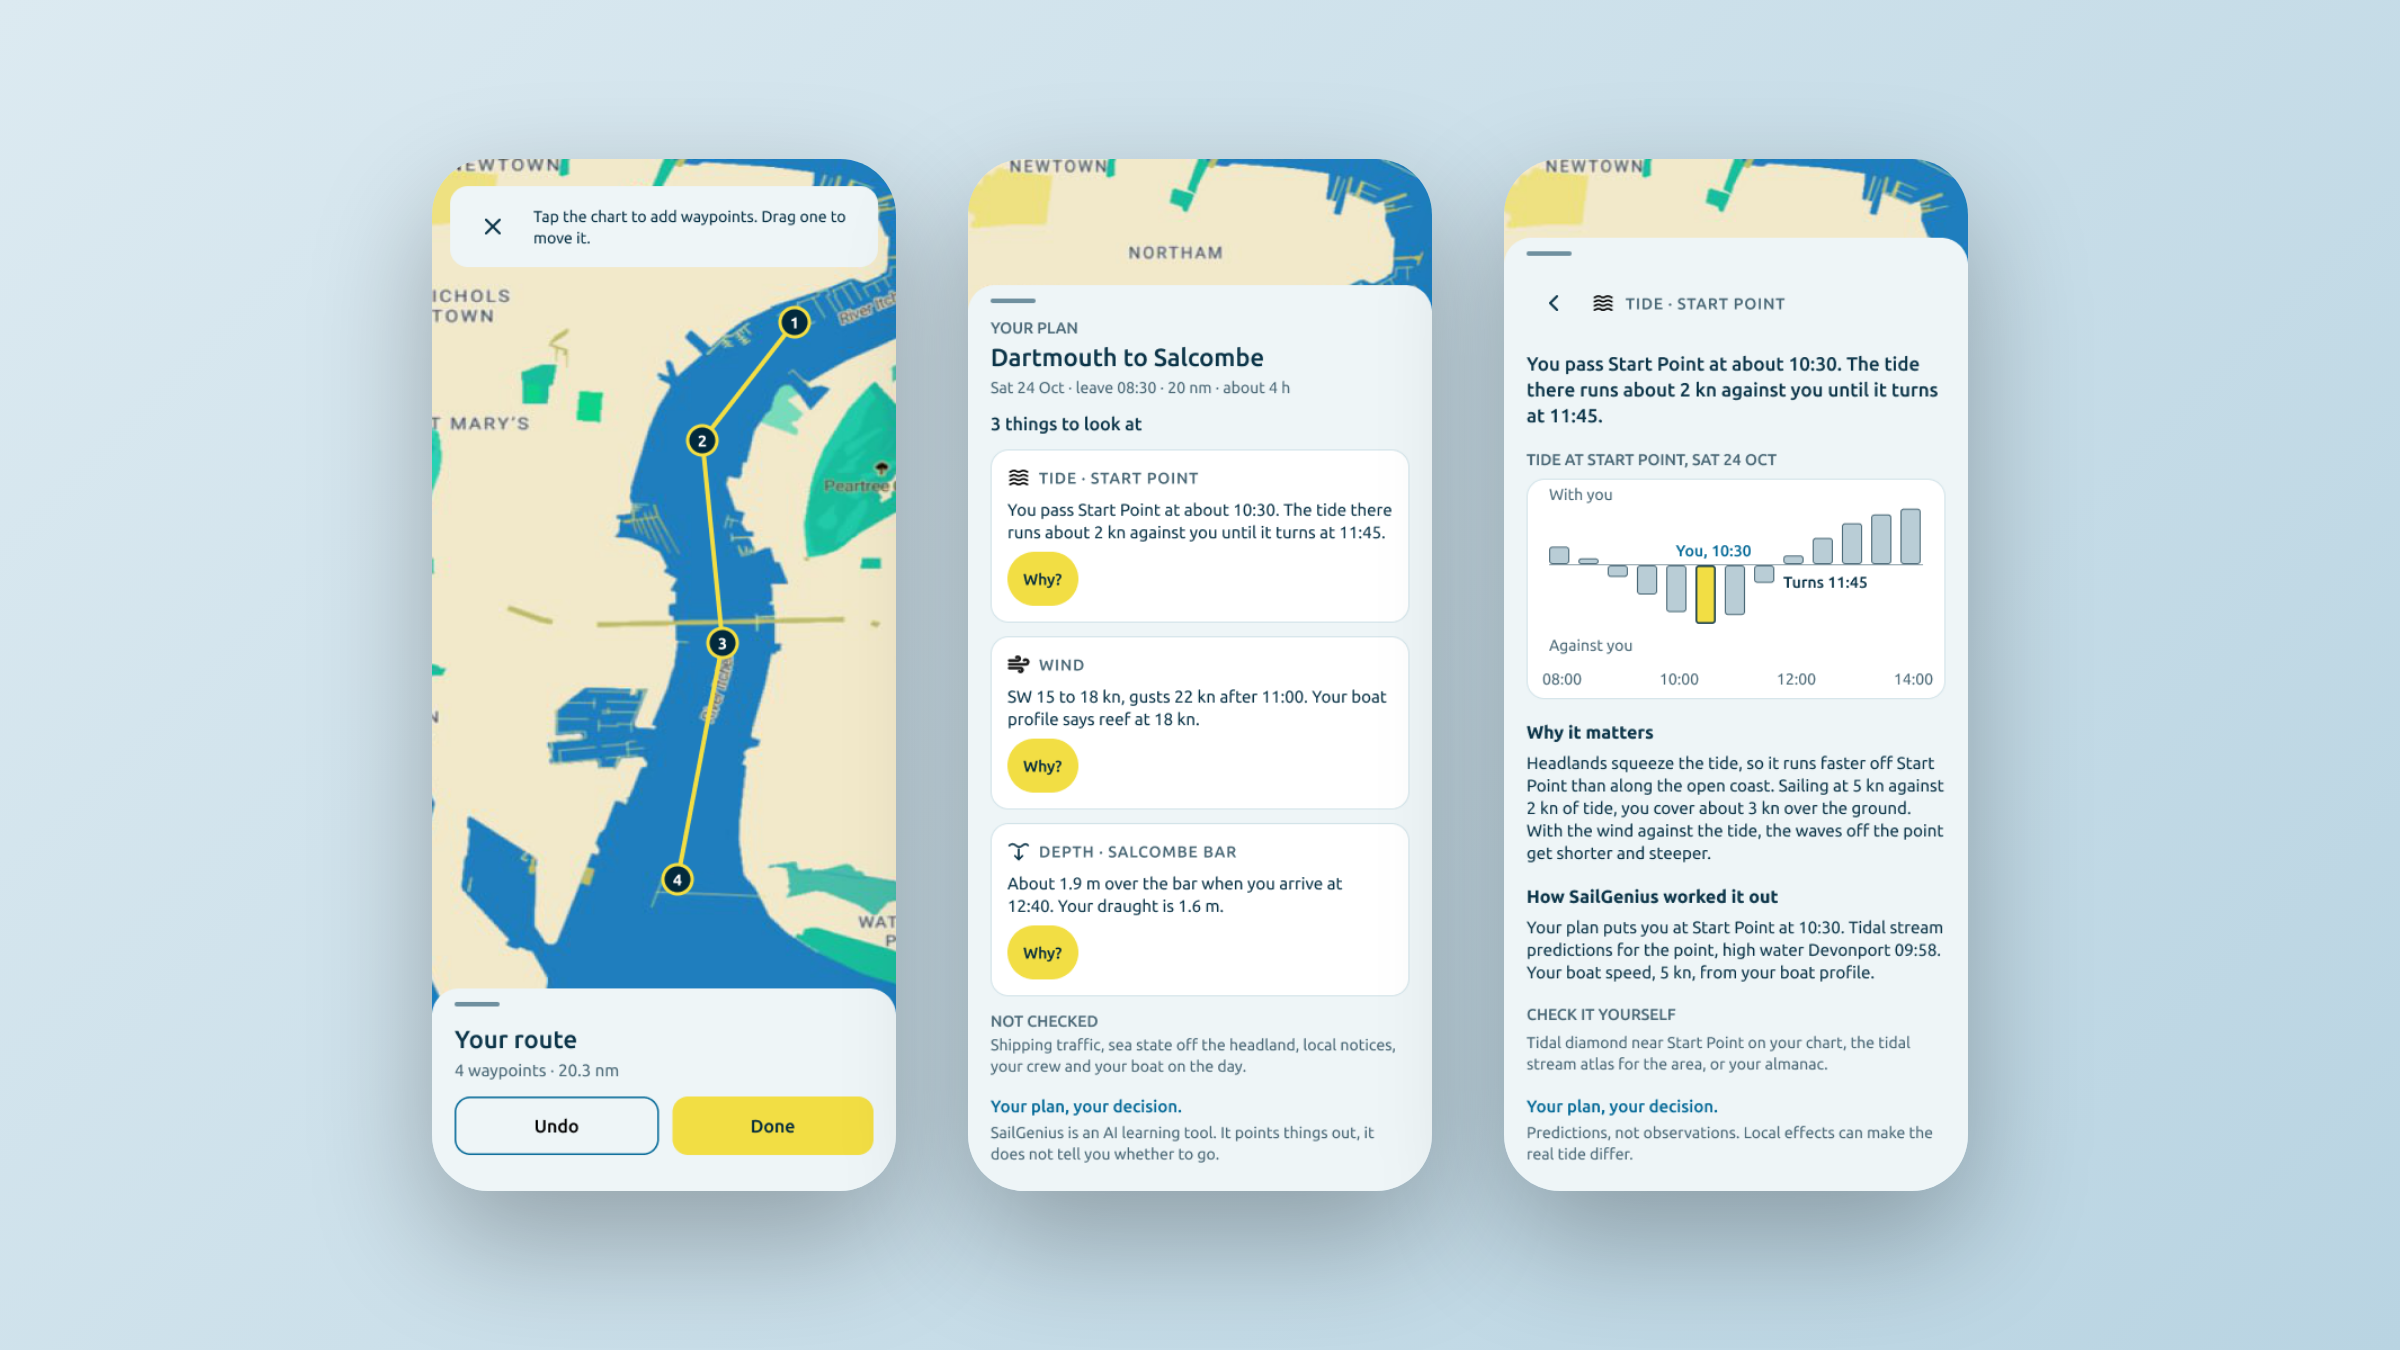 NEWTOWN
Tap the chart to add waypoints. Drag one to
move it.
ICHOLS
TOWN
1
2
T MARY'S
3
4
Your route
4 waypoints · 20.3 nm
Undo
Done
NEWTOWN
NORTHAM
YOUR PLAN
Dartmouth to Salcombe
Sat 24 Oct · leave 08:30 · 20 nm · about 4 h
3 things to look at
TIDE · START POINT
You pass Start Point at about 10:30. The tide there
runs about 2 kn against you until it turns at 11:45.
Why?
WIND
SW 15 to 18 kn, gusts 22 kn after 11:00. Your boat
profile says reef at 18 kn.
Why?
DEPTH · SALCOMBE BAR
About 1.9 m over the bar when you arrive at
12:40. Your draught is 1.6 m.
Why?
NOT CHECKED
Shipping traffic, sea state off the headland, local notices,
your crew and your boat on the day.
Your plan, your decision.
SailGenius is an AI learning tool. It points things out, it
does not tell you whether to go.
NEWTOWN
TIDE · START POINT
You pass Start Point at about 10:30. The tide
there runs about 2 kn against you until it turns
at 11:45.
TIDE AT START POINT, SAT 24 OCT
With you
You, 10:30
Turns 11:45
Against you
08:00 10:00 12:00 14:00
Why it matters
Headlands squeeze the tide, so it runs faster off Start
Point than along the open coast. Sailing at 5 kn against
2 kn of tide, you cover about 3 kn over the ground.
With the wind against the tide, the waves off the point
get shorter and steeper.
How SailGenius worked it out
Your plan puts you at Start Point at 10:30. Tidal stream
predictions for the point, high water Devonport 09:58.
Your boat speed, 5 kn, from your boat profile.
CHECK IT YOURSELF
Tidal diamond near Start Point on your chart, the tidal
stream atlas for the area, or your almanac.
Your plan, your decision.
Predictions, not observations. Local effects can make the
real tide differ.